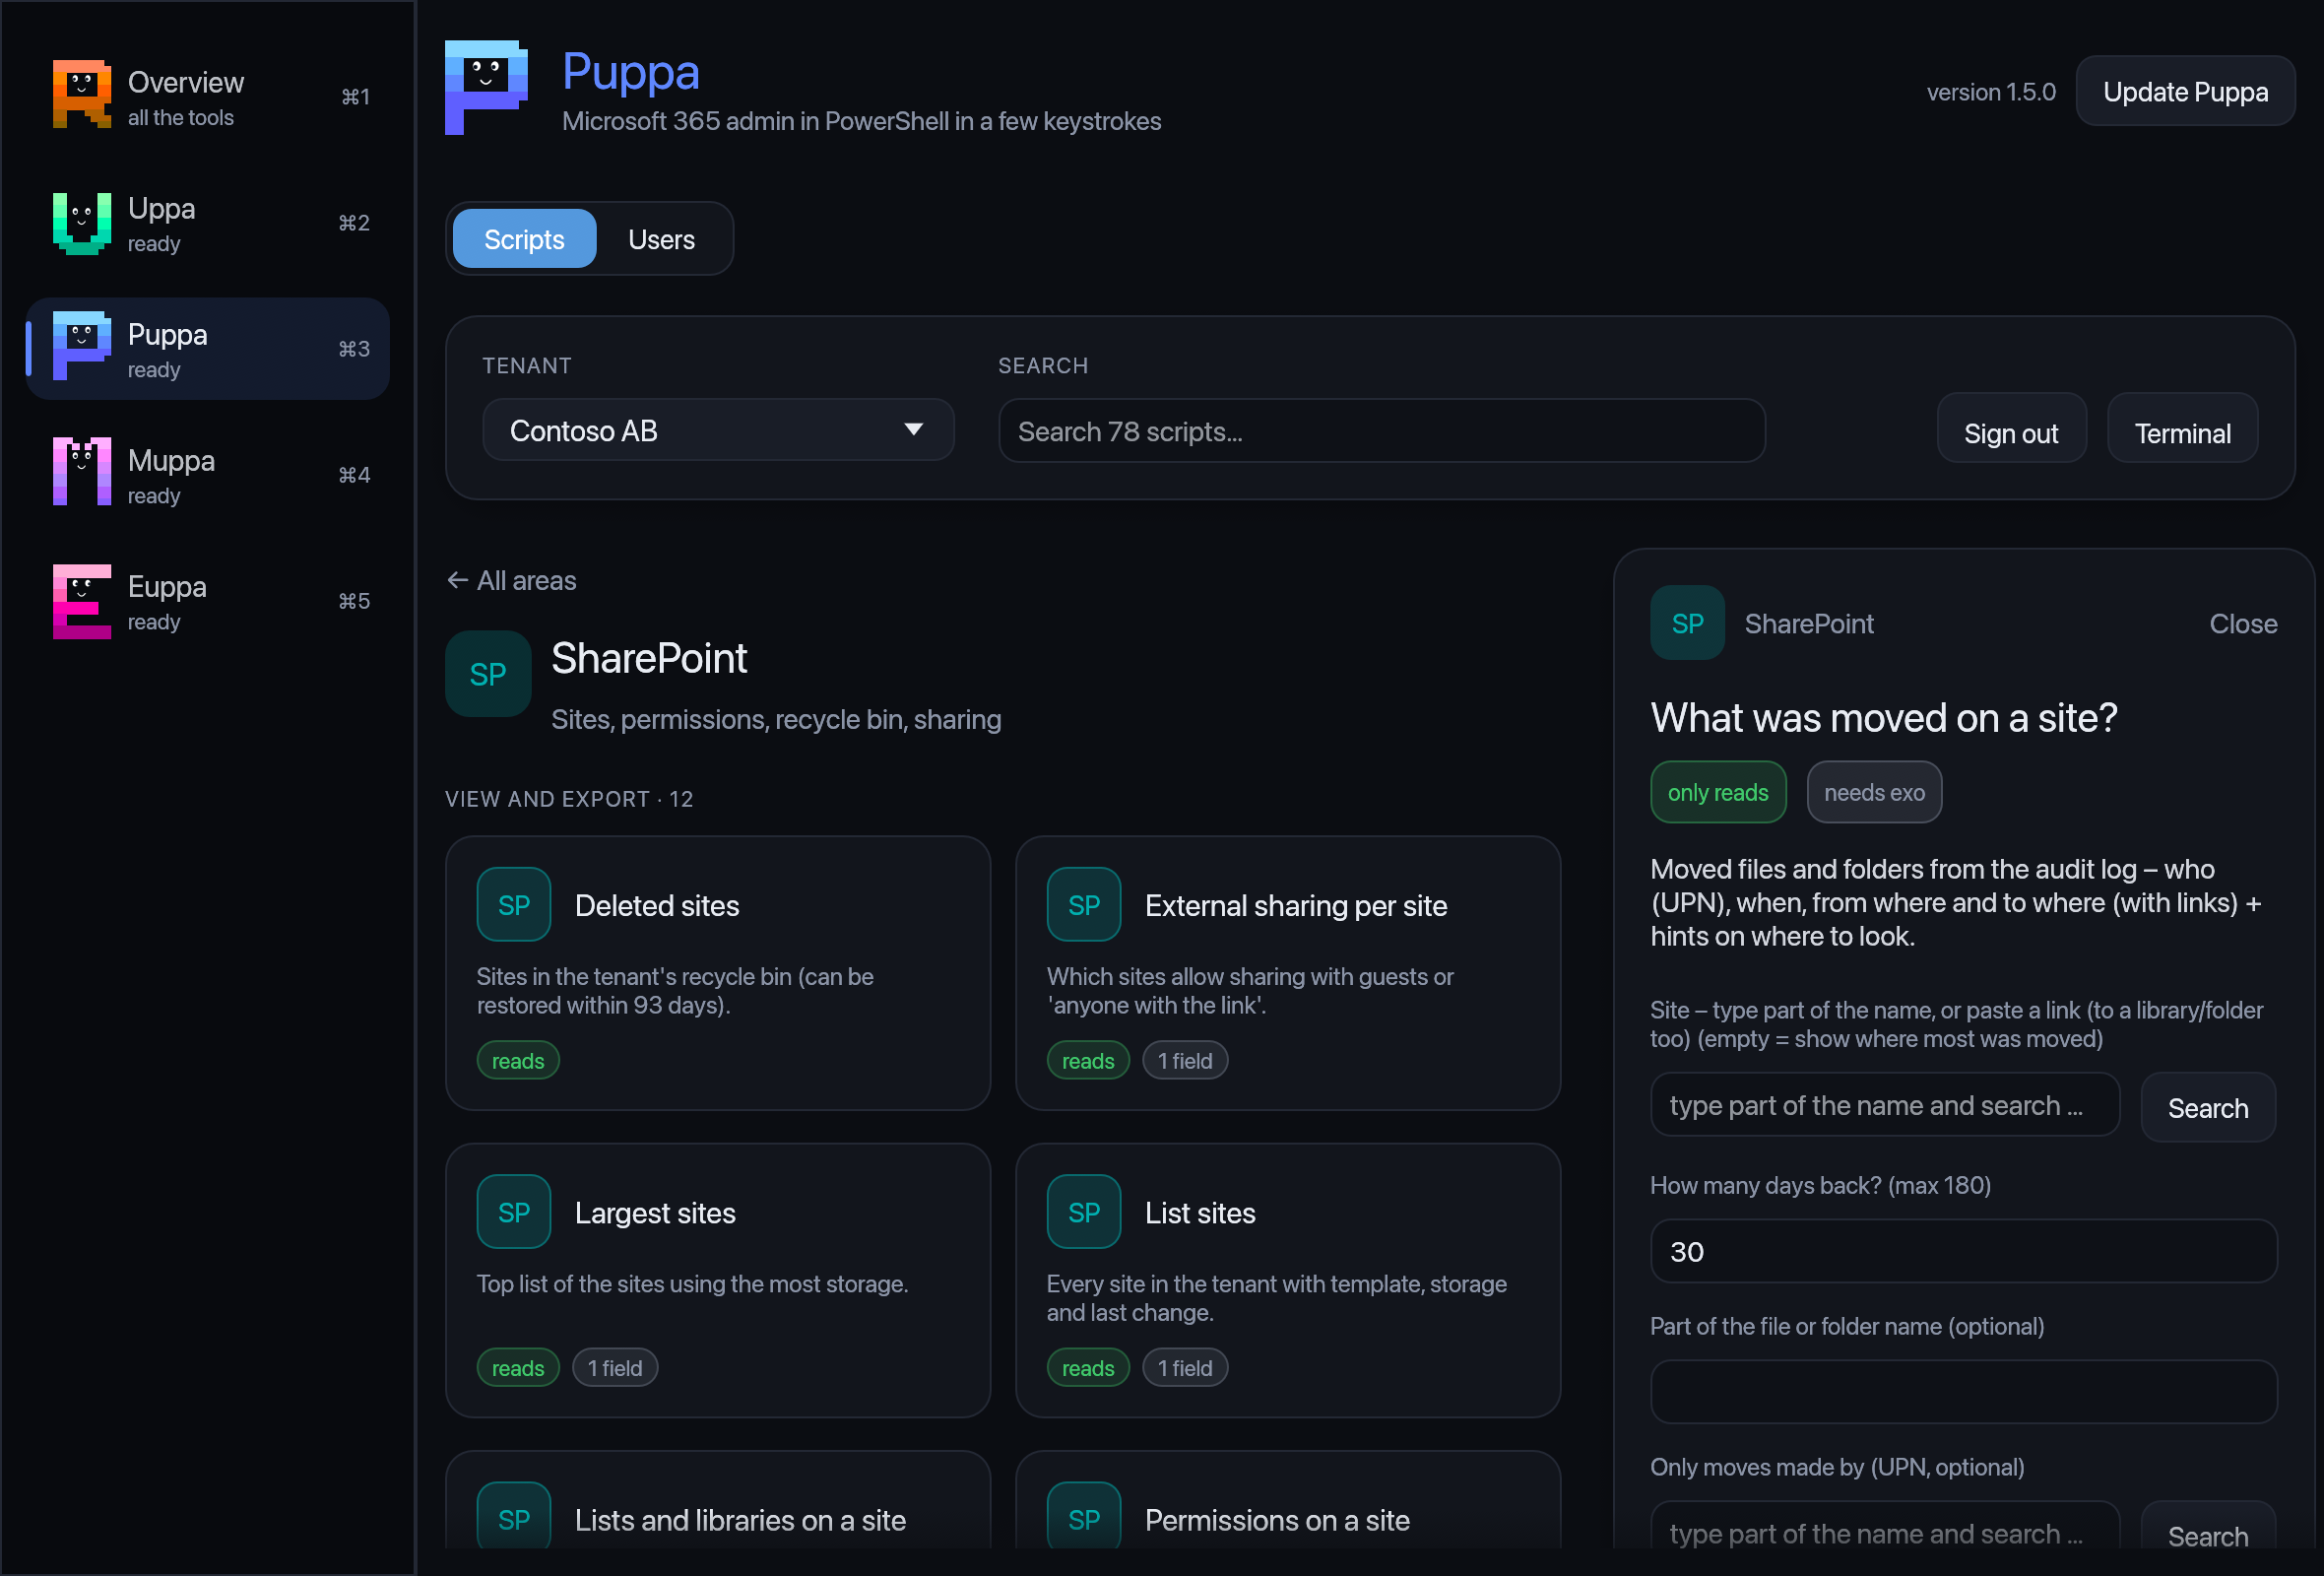 Overview
all the tools
⌘1
Uppa
ready
⌘2
Puppa
ready
⌘3
Muppa
ready
⌘4
Euppa
ready
⌘5
Puppa
Microsoft 365 admin in PowerShell in a few keystrokes
version 1.5.0
Update Puppa
Scripts
Users
TENANT
Contoso AB
SEARCH
Search 78 scripts...
Sign out
Terminal
← All areas
SP
SharePoint
Sites, permissions, recycle bin, sharing
VIEW AND EXPORT · 12
SP
Deleted sites
Sites in the tenant's recycle bin (can be
restored within 93 days).
reads
SP
External sharing per site
Which sites allow sharing with guests or
'anyone with the link'.
reads
1 field
SP
Largest sites
Top list of the sites using the most storage.
reads
1 field
SP
List sites
Every site in the tenant with template, storage
and last change.
reads
1 field
SP
Lists and libraries on a site
SP
Permissions on a site
SP
SharePoint
Close
What was moved on a site?
only reads
needs exo
Moved files and folders from the audit log – who
(UPN), when, from where and to where (with links) +
hints on where to look.
Site – type part of the name, or paste a link (to a library/folder
too) (empty = show where most was moved)
type part of the name and search ...
Search
How many days back? (max 180)
30
Part of the file or folder name (optional)
Only moves made by (UPN, optional)
type part of the name and search ...
Search